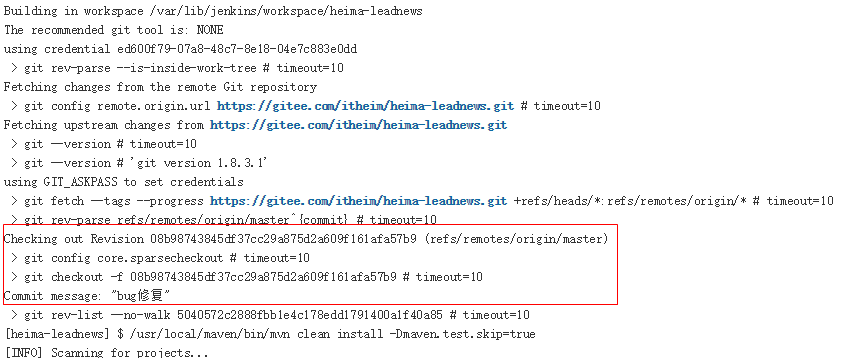 Building in workspace /var/lib/jenkins/workspace/heima-leadnews
The recommended git tool is: NONE
using credential ed600f79-07a8-48c7-8e18-04e7c883e0dd
> git rev-parse --is-inside-work-tree # timeout=10
Fetching changes from the remote Git repository
> git config remote.origin.url https://gitee.com/itheim/heima-leadnews.git # timeout=10
Fetching upstream changes from https://gitee.com/itheim/heima-leadnews.git
> git --version # timeout=10
> git --version # 'git version 1.8.3.1'
using GIT_ASKPASS to set credentials
> git fetch --tags --progress https://gitee.com/itheim/heima-leadnews.git +refs/heads/*:refs/remotes/origin/* # timeout=10
> git rev-parse refs/remotes/origin/master^{commit} # timeout=10
Checking out Revision 08b98743845df37cc29a875d2a609f161afa57b9 (refs/remotes/origin/master)
> git config core.sparsecheckout # timeout=10
> git checkout -f 08b98743845df37cc29a875d2a609f161afa57b9 # timeout=10
Commit message: "bug修复"
> git rev-list --no-walk 5040572c2888fbb1e4c178edd1791400a1f40a85 # timeout=10
[heima-leadnews] $ /usr/local/maven/bin/mvn clean install -Dmaven.test.skip=true
[INFO] Scanning for projects...